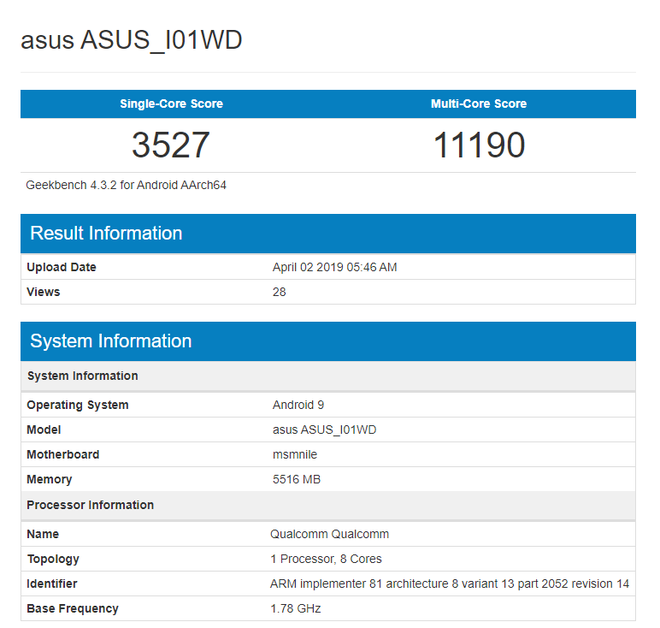 asus ASUS_I01WD
Single-Core Score Multi-Core Score
3527 11190
Geekbench 4.3.2 for Android AArch64
Result Information
Upload Date April 02 2019 05:46 AM
Views 28
System Information
System Information
Operating System Android 9
Model asus ASUS_I01WD
Motherboard msmnile
Memory 5516 MB
Processor Information
Name Qualcomm Qualcomm
Topology 1 Processor, 8 Cores
Identifier ARM implementer 81 architecture 8 variant 13 part 2052 revision 14
Base Frequency 1.78 GHz